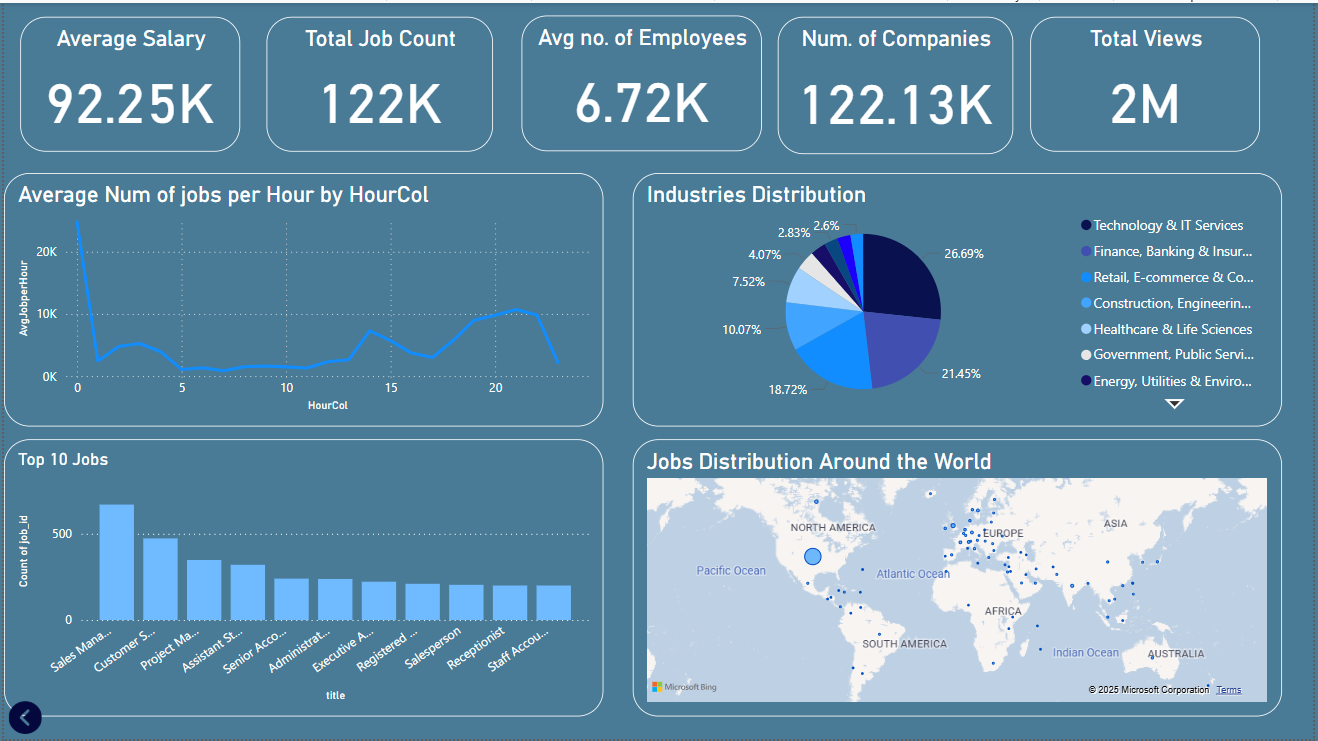 Average Salary
92.25K
Total Job Count
122K
Avg no. of Employees
6.72K
Num. of Companies
122.13K
Total Views
2M
Average Num of jobs per Hour by HourCol
AvgJobperHour
20K
10K
0K
0
5
10
15
20
HourCol
Industries Distribution
2.6%
2.83%
4.07%
7.52%
10.07%
18.72%
21.45%
26.69%
Technology & IT Services
Finance, Banking & Insur...
Retail, E-commerce & Co...
Construction, Engineerin...
Healthcare & Life Sciences
Government, Public Servi...
Energy, Utilities & Enviro...
Top 10 Jobs
Count of job_id
500
0
Sales Mana...
Customer S...
Project Ma...
Assistant St...
Senior Acco...
Administrat...
Executive A...
Registered ...
Salesperson
Receptionist
Staff Accou...
title
Jobs Distribution Around the World
NORTH AMERICA
EUROPE
ASIA
Pacific Ocean
Atlantic Ocean
AFRICA
SOUTH AMERICA
Indian Ocean
AUSTRALIA
Microsoft Bing
© 2025 Microsoft Corporation Terms